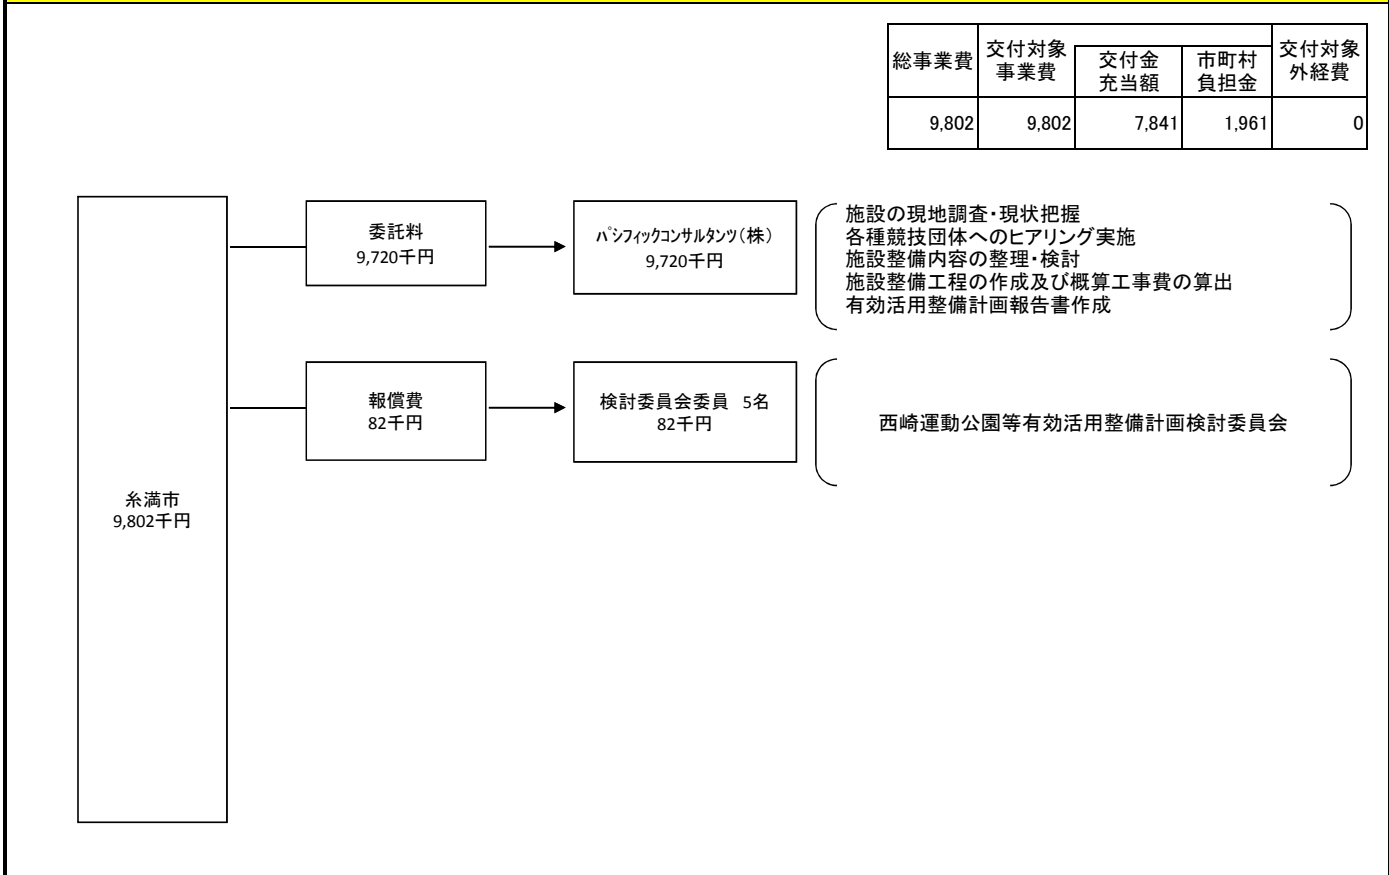 総事業費
交付対象
事業費
交付金
充当額
市町村
負担金
交付対象
外経費
9,802
9,802
7,841
1,961
0
糸満市
9,802千円
委託料
9,720千円
ﾊﾟｼﾌｨｯｸｺﾝｻﾙﾀﾝﾂ(株)
9,720千円
施設の現地調査・現状把握
各種競技団体へのヒアリング実施
施設整備内容の整理・検討
施設整備工程の作成及び概算工事費の算出
有効活用整備計画報告書作成
報償費
82千円
検討委員会委員 5名
82千円
西崎運動公園等有効活用整備計画検討委員会